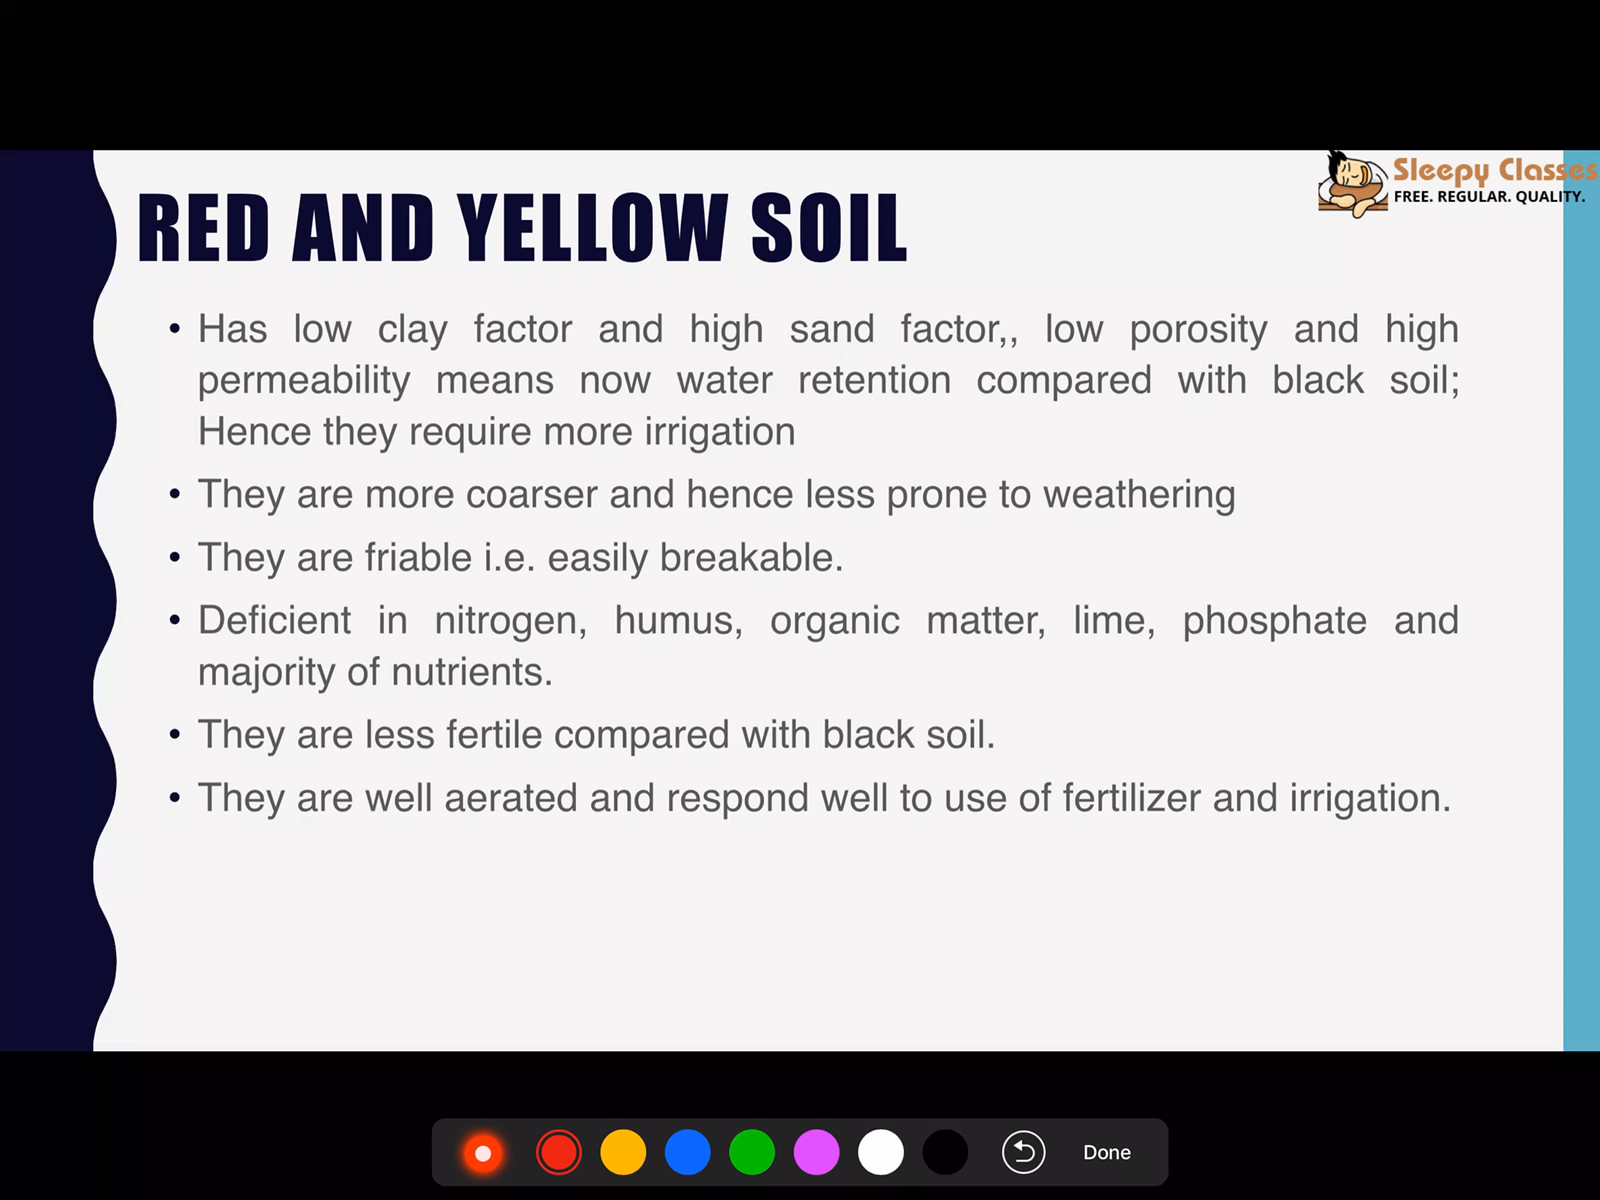 Sleepy Classes
FREE. REGULAR. QUALITY.
RED AND YELLOW SOIL
• Has low clay factor and high sand factor,, low porosity and high
permeability means now water retention compared with black soil;
Hence they require more irrigation
• They are more coarser and hence less prone to weathering
• They are friable i.e. easily breakable.
• Deficient in nitrogen, humus, organic matter, lime, phosphate and
majority of nutrients.
• They are less fertile compared with black soil.
• They are well aerated and respond well to use of fertilizer and irrigation.
Done